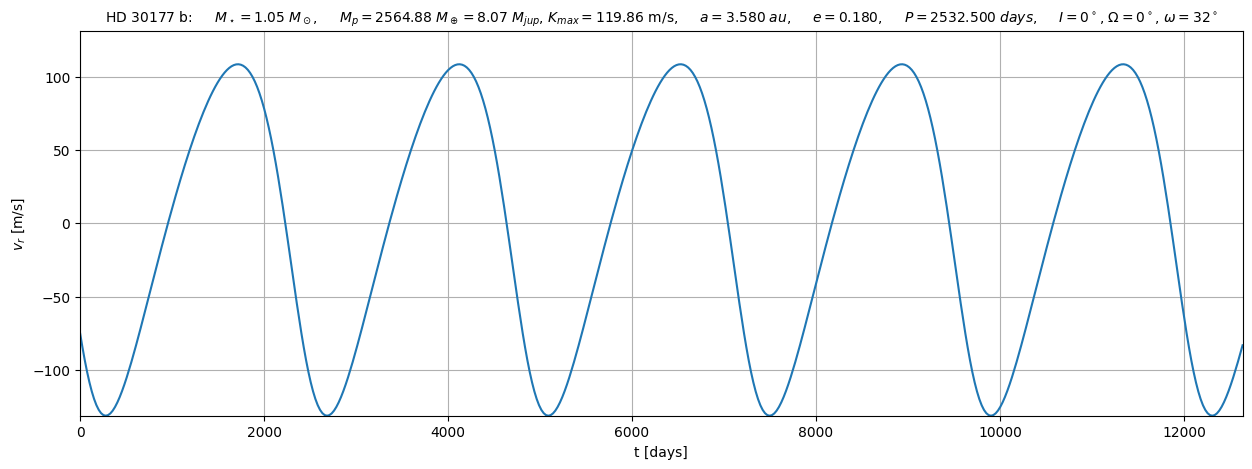 HD 30177 b: M⋆ = 1.05 M⊙, Mp = 2564.88 M⊕ = 8.07 Mjup, Kmax = 119.86 m/s, a = 3.580 au, e = 0.180, P = 2532.500 days, I = 0°, Ω = 0°, ω = 32°
100
50
0
−50
−100
vr [m/s]
0 2000 4000 6000 8000 10000 12000
t [days]